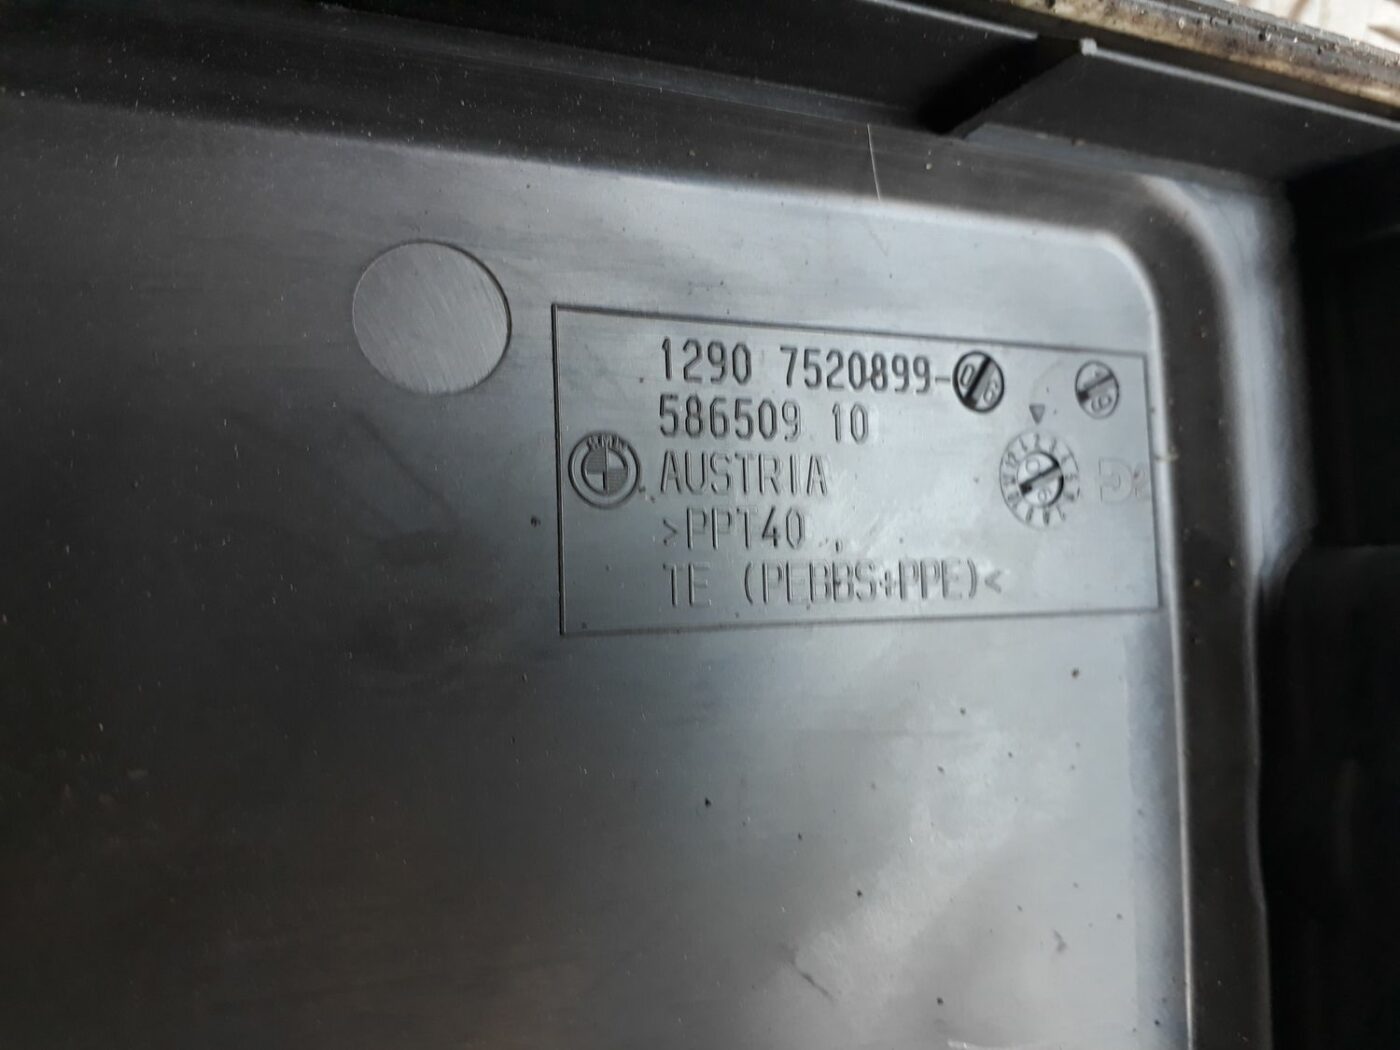 1290 7520899-
586509 10
AUSTRIA
>PPT40,
TE (PEBBS+PPE)<